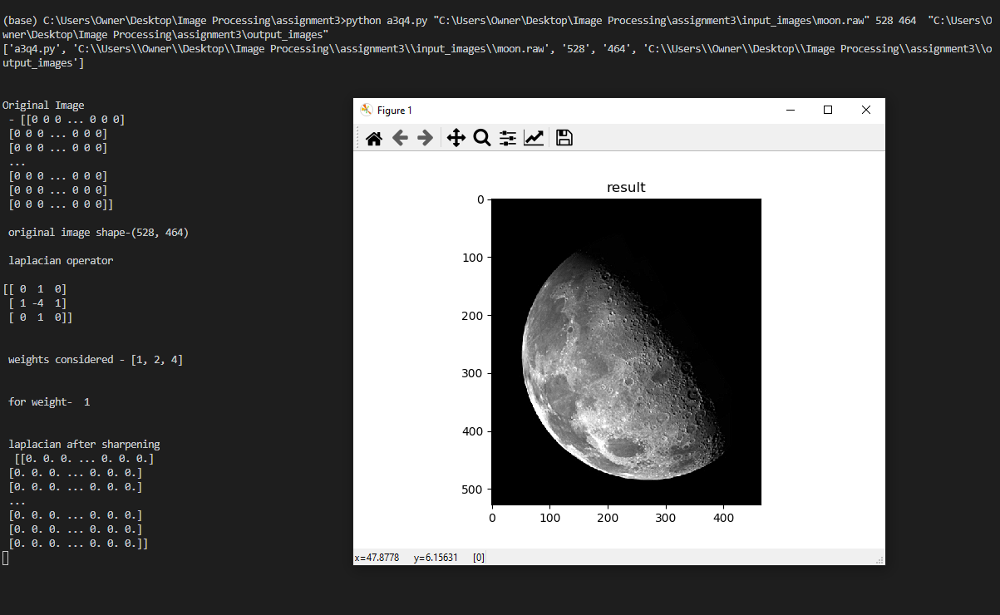 (base) C:\Users\Owner\Desktop\Image Processing\assignment3>python a3q4.py "C:\Users\Owner\Desktop\Image Processing\assignment3\input_images\moon.raw" 528 464  "C:\Users\O
wner\Desktop\Image Processing\assignment3\output_images"
['a3q4.py', 'C:\\Users\\Owner\\Desktop\\Image Processing\\assignment3\\input_images\\moon.raw', '528', '464', 'C:\\Users\\Owner\\Desktop\\Image Processing\\assignment3\\o
utput_images']
Original Image
 - [[0 0 0 ... 0 0 0]
 [0 0 0 ... 0 0 0]
 [0 0 0 ... 0 0 0]
 ...
 [0 0 0 ... 0 0 0]
 [0 0 0 ... 0 0 0]
 [0 0 0 ... 0 0 0]]
 original image shape-(528, 464)
 laplacian operator
[[ 0  1  0]
 [ 1 -4  1]
 [ 0  1  0]]
 weights considered - [1, 2, 4]
 for weight-  1
 laplacian after sharpening
  [[0. 0. 0. ... 0. 0. 0.]
 [0. 0. 0. ... 0. 0. 0.]
 [0. 0. 0. ... 0. 0. 0.]
 ...
 [0. 0. 0. ... 0. 0. 0.]
 [0. 0. 0. ... 0. 0. 0.]
 [0. 0. 0. ... 0. 0. 0.]]
Figure 1
result
0
100
200
300
400
500
0 100 200 300 400
x=47.8778 y=6.15631 [0]